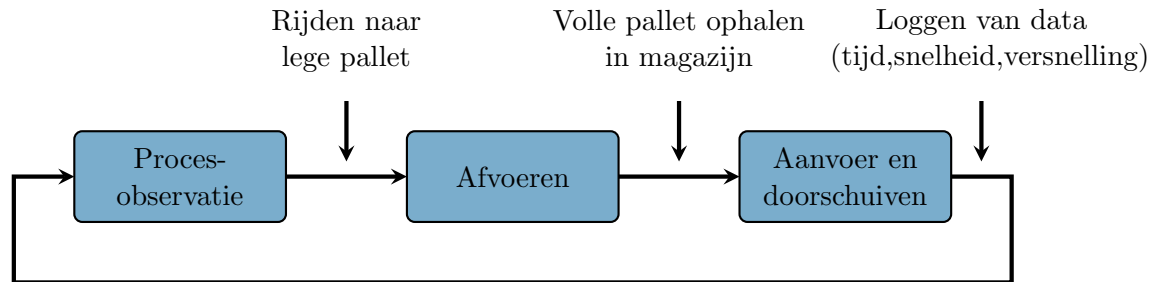 Rijden naar
lege pallet
Volle pallet ophalen
in magazijn
Loggen van data
(tijd,snelheid,versnelling)
Proces-
observatie
Afvoeren
Aanvoer en
doorschuiven